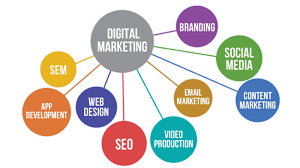 DIGITAL
MARKETING
BRANDING
SOCIAL
MEDIA
SEM
EMAIL
MARKETING
CONTENT
MARKETING
APP
DEVELOPMENT
WEB
DESIGN
SEO
VIDEO
PRODUCTION